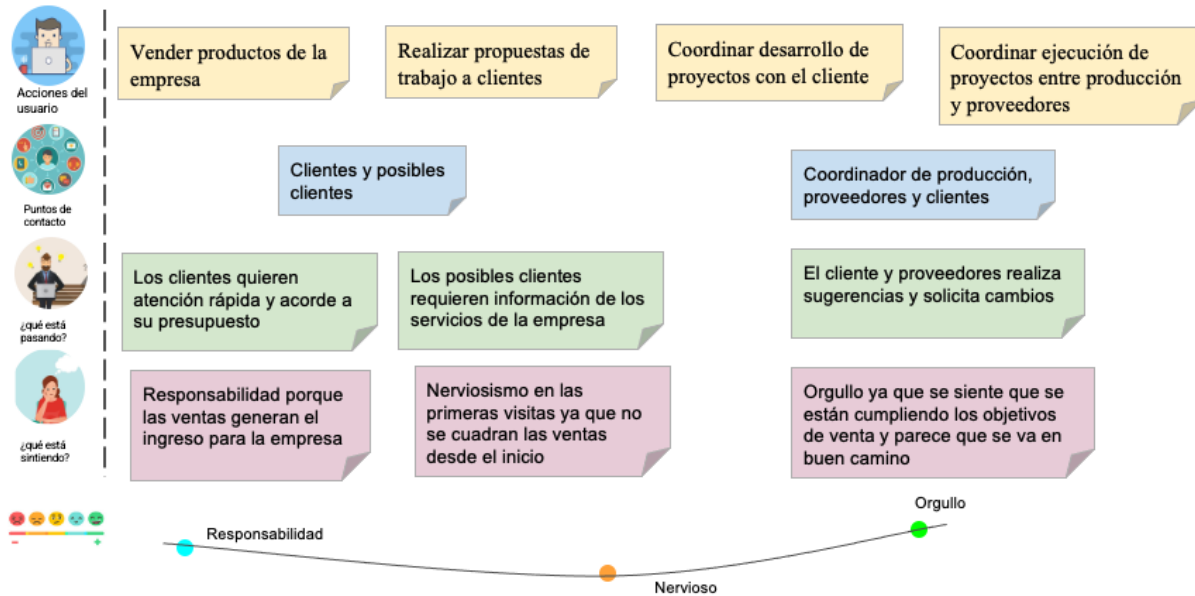 Acciones del
usuario
Vender productos de la
empresa
Realizar propuestas de
trabajo a clientes
Coordinar desarrollo de
proyectos con el cliente
Coordinar ejecución de
proyectos entre producción
y proveedores
Puntos de
contacto
Clientes y posibles
clientes
Coordinador de producción,
proveedores y clientes
¿qué está
pasando?
Los clientes quieren
atención rápida y acorde a
su presupuesto
Los posibles clientes
requieren información de los
servicios de la empresa
El cliente y proveedores realiza
sugerencias y solicita cambios
¿qué está
sintiendo?
Responsabilidad porque
las ventas generan el
ingreso para la empresa
Nerviosismo en las
primeras visitas ya que no
se cuadran las ventas
desde el inicio
Orgullo ya que se siente que se
están cumpliendo los objetivos
de venta y parece que se va en
buen camino
- +
Responsabilidad
Nervioso
Orgullo